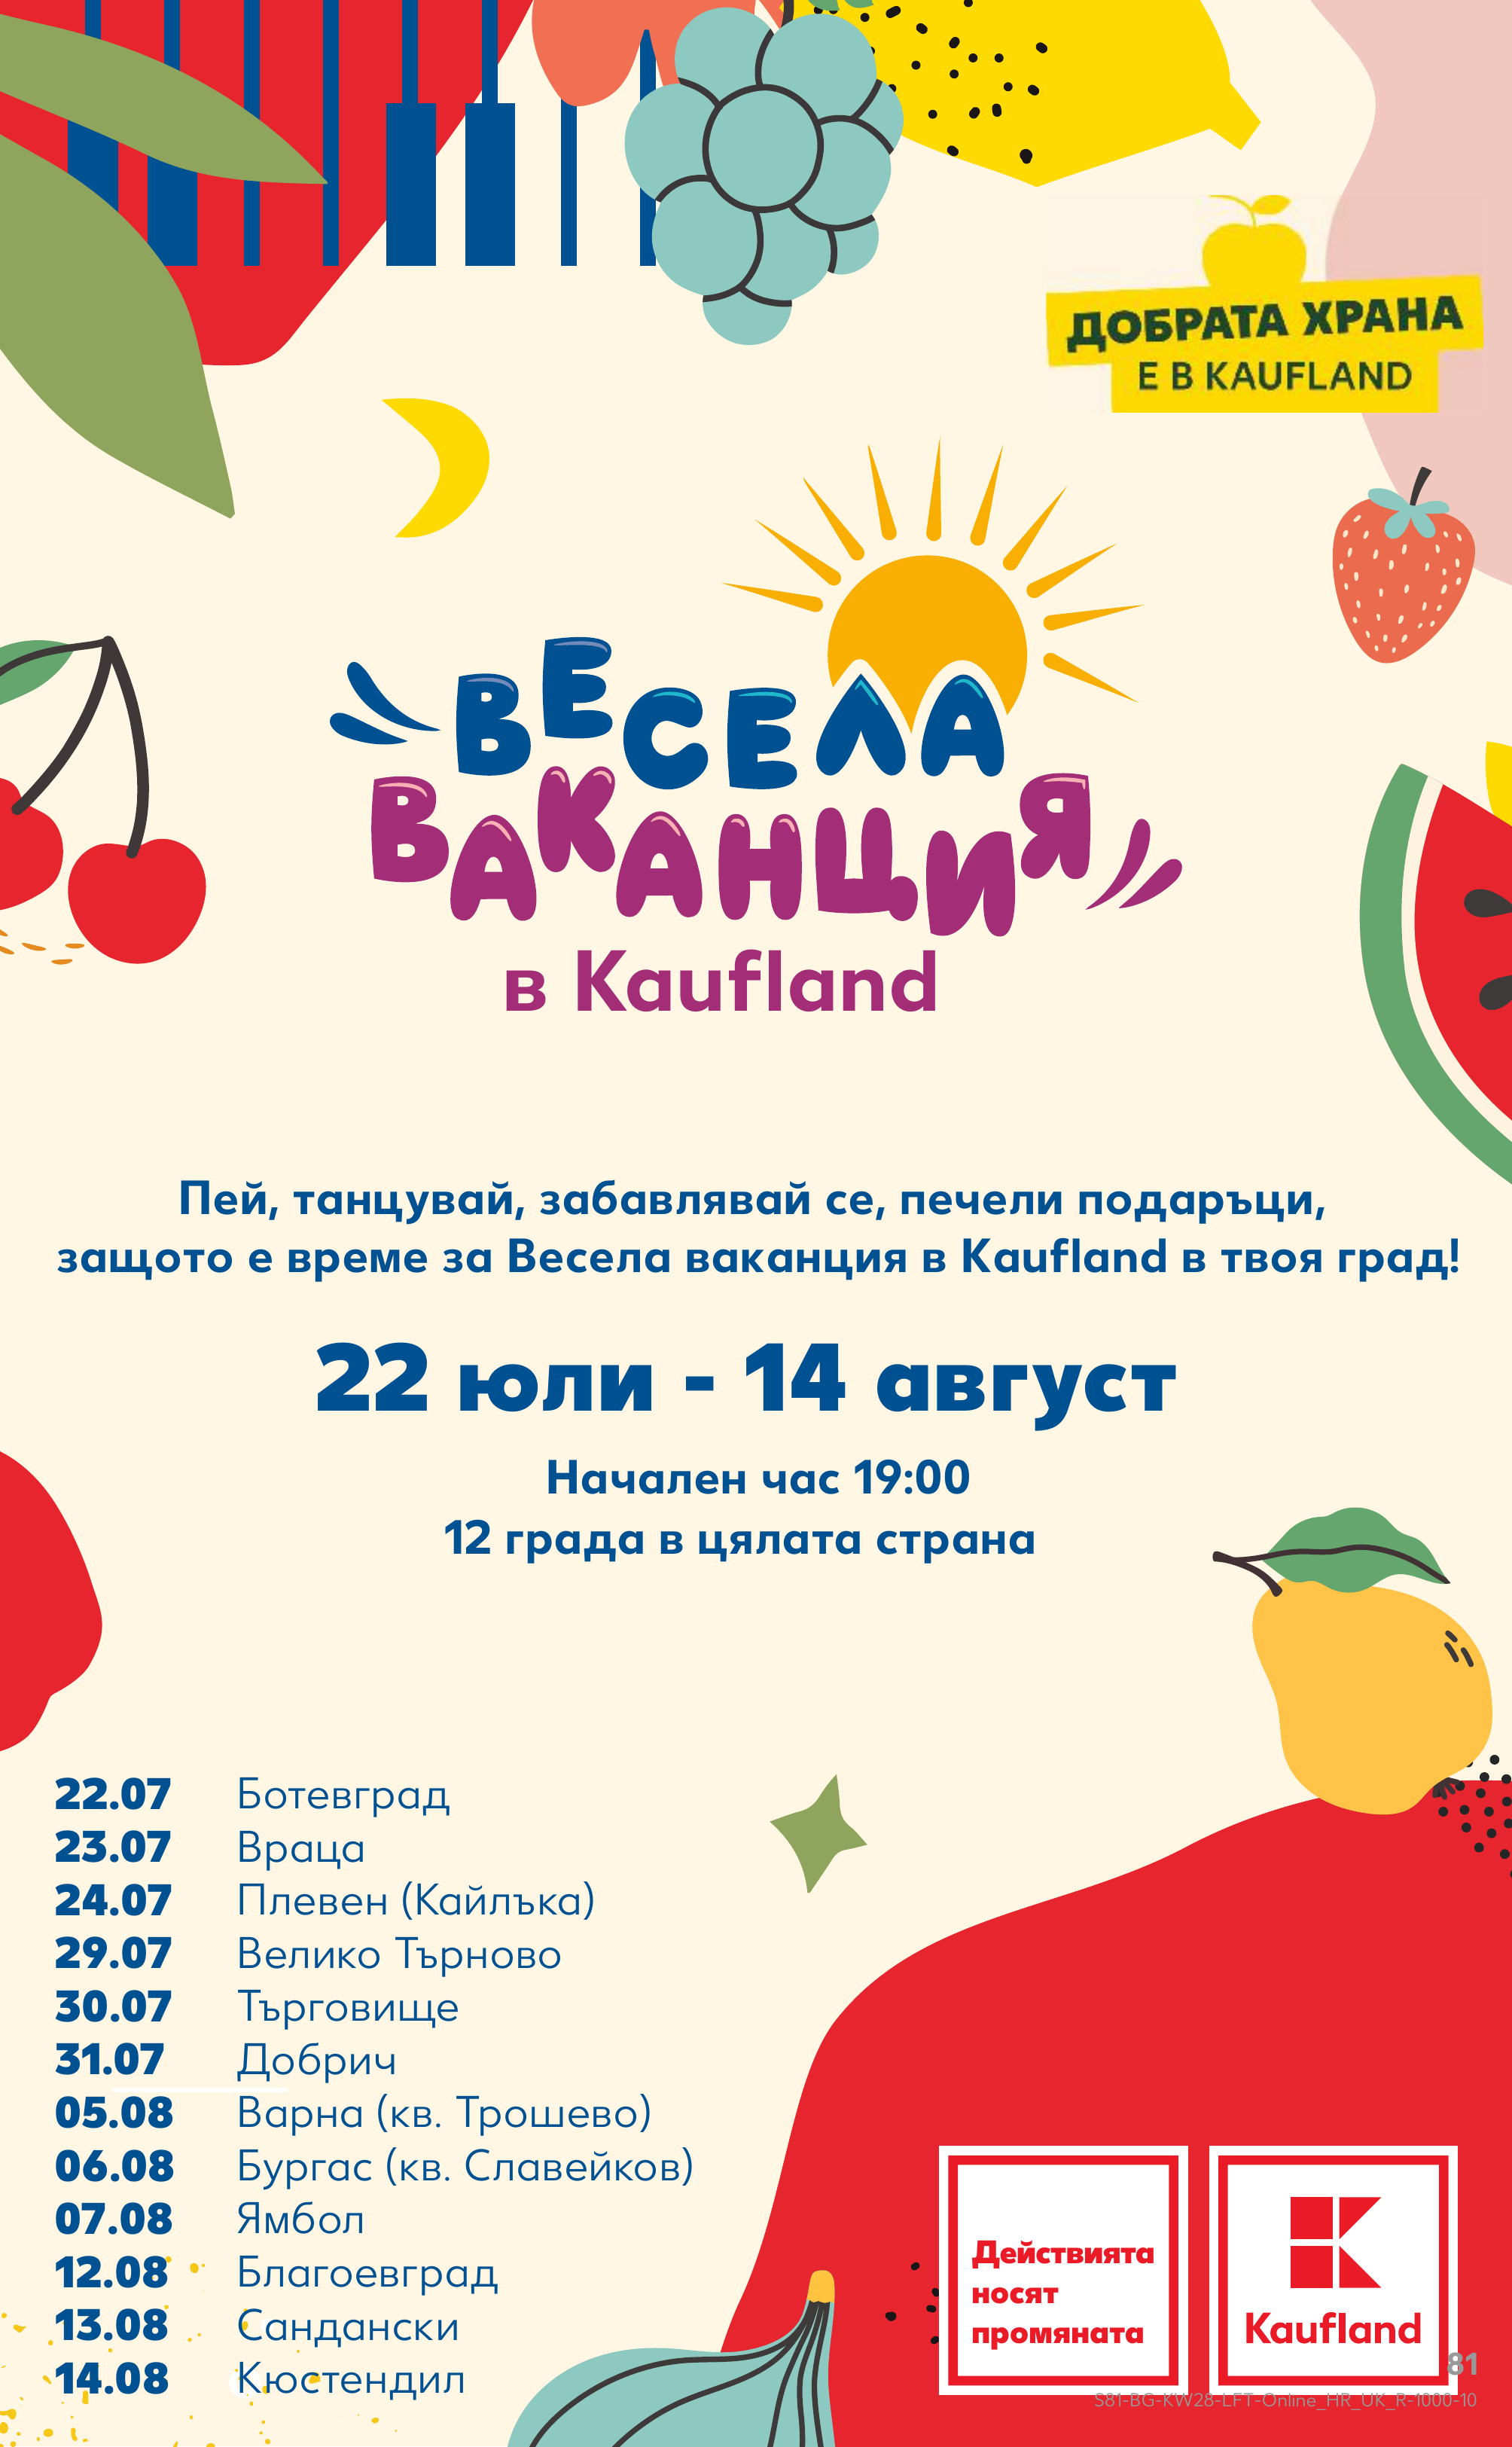 ДОБРАТА ХРАНА
Е В KAUFLAND
ВЕСЕЛА
ВАКАНЦИЯ
в Kaufland
Пей, танцувай, забавлявай се, печели подаръци,
защото е време за Весела ваканция в Kaufland в твоя град!
22 юли - 14 август
Начален час 19:00
12 града в цялата страна
22.07 Ботевград
23.07 Враца
24.07 Плевен (Кайлъка)
29.07 Велико Търново
30.07 Търговище
31.07 Добрич
05.08 Варна (кв. Трошево)
06.08 Бургас (кв. Славейков)
07.08 Ямбол
12.08 Благоевград
13.08 Сандански
14.08 Кюстендил
Действията
носят
промяната
Kaufland
81
S81-BG-KW28-LFT-Online_HR_UK_R-1000-10